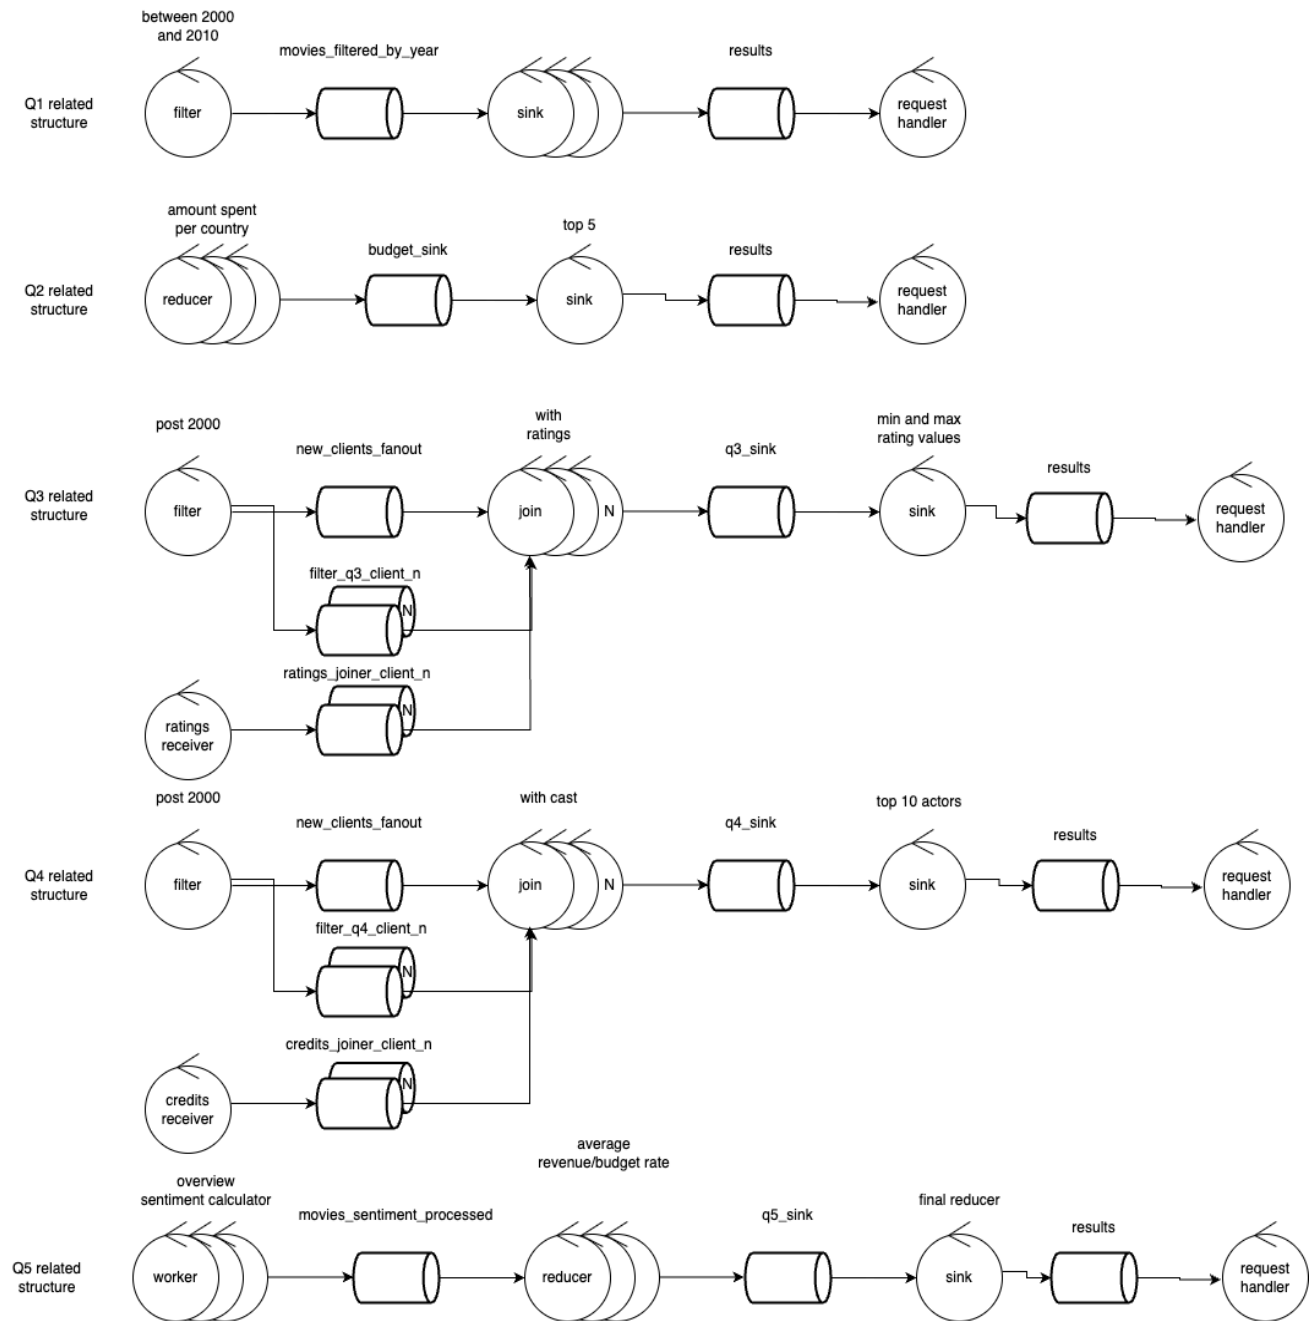 between 2000
and 2010
movies_filtered_by_year
results
Q1 related
structure
filter
sink
request
handler
amount spent
per country
budget_sink
top 5
results
Q2 related
structure
reducer
sink
request
handler
post 2000
new_clients_fanout
with
ratings
q3_sink
min and max
rating values
results
Q3 related
structure
filter
join
N
sink
request
handler
filter_q3_client_n
N
ratings_joiner_client_n
N
ratings
receiver
post 2000
new_clients_fanout
with cast
q4_sink
top 10 actors
results
Q4 related
structure
filter
join
N
sink
request
handler
filter_q4_client_n
N
credits_joiner_client_n
N
credits
receiver
average
revenue/budget rate
overview
sentiment calculator
movies_sentiment_processed
q5_sink
final reducer
results
Q5 related
structure
worker
reducer
sink
request
handler